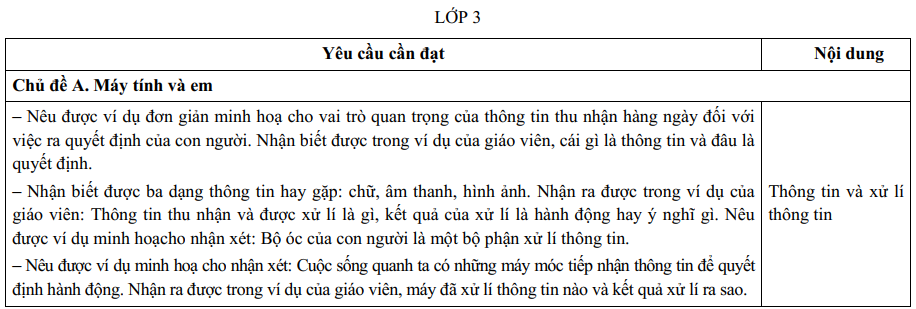 LỚP 3
Yêu cầu cần đạt
Nội dung
Chủ đề A. Máy tính và em
– Nêu được ví dụ đơn giản minh hoạ cho vai trò quan trọng của thông tin thu nhận hàng ngày đối với
việc ra quyết định của con người. Nhận biết được trong ví dụ của giáo viên, cái gì là thông tin và đâu là
quyết định.
– Nhận biết được ba dạng thông tin hay gặp: chữ, âm thanh, hình ảnh. Nhận ra được trong ví dụ của
giáo viên: Thông tin thu nhận và được xử lí là gì, kết quả của xử lí là hành động hay ý nghĩ gì. Nêu
được ví dụ minh hoạcho nhận xét: Bộ óc của con người là một bộ phận xử lí thông tin.
– Nêu được ví dụ minh hoạ cho nhận xét: Cuộc sống quanh ta có những máy móc tiếp nhận thông tin để quyết
định hành động. Nhận ra được trong ví dụ của giáo viên, máy đã xử lí thông tin nào và kết quả xử lí ra sao.
Thông tin và xử lí
thông tin